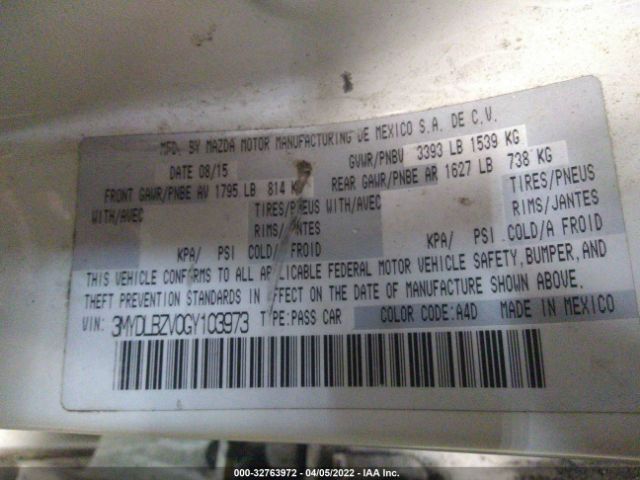 MFD. BY MAZDA MOTOR MANUFACTURING DE MEXICO S.A. DE C.V.
DATE 08/15 GVWR/PNBV 3393 LB 1539 KG
FRONT GAWR/PNBE AV 1795 LB 814 KG REAR GAWR/PNBE AR 1627 LB 738 KG
WITH/AVEC TIRES/PNEUS WITH/AVEC TIRES/PNEUS
RIMS/JANTES RIMS/JANTES
KPA/ PSI COLD/A FROID KPA/ PSI COLD/A FROID
THIS VEHICLE CONFORMS TO ALL APPLICABLE FEDERAL MOTOR VEHICLE SAFETY, BUMPER, AND
THEFT PREVENTION STANDARDS IN EFFECT ON THE DATE OF MANUFACTURE SHOWN ABOVE.
VIN: 3MYDLBZV0GY103973 TYPE:PASS CAR COLOR CODE:A4D MADE IN MEXICO
000-32763972 - 04/05/2022 - IAA Inc.